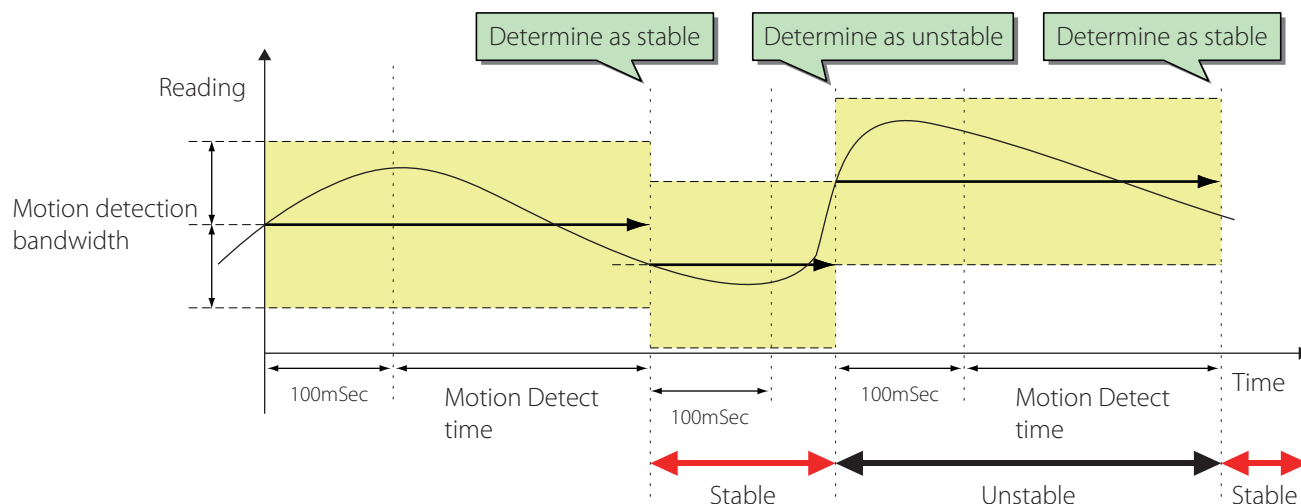 Determine as stable
Determine as unstable
Determine as stable
Reading
Motion detection
bandwidth
100mSec
Motion Detect
time
100mSec
100mSec
Motion Detect
time
Time
Stable
Unstable
Stable